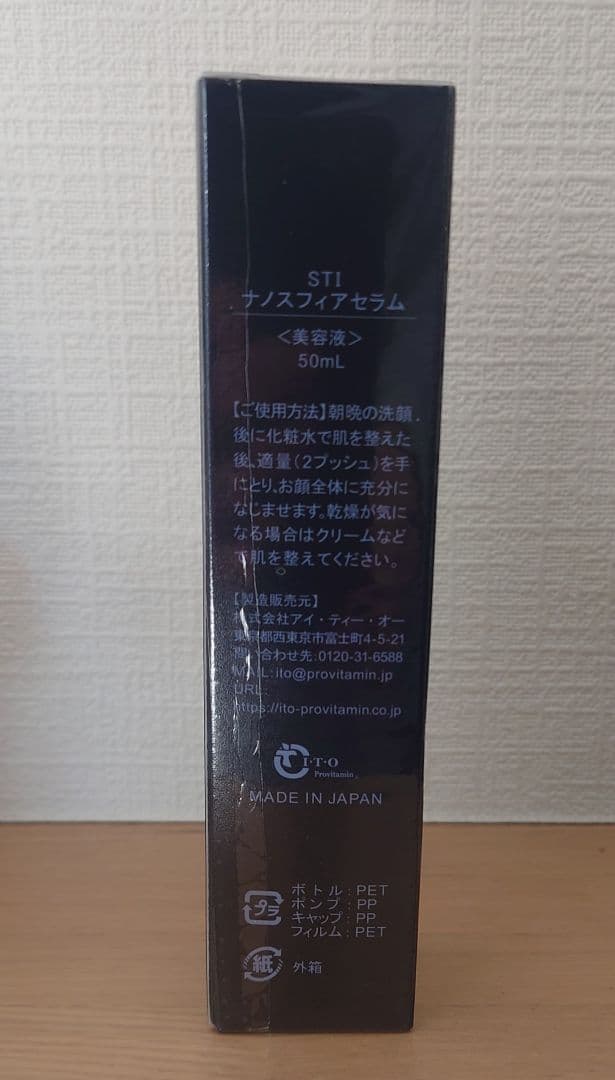 STI
ナノスフィアセラム
＜美容液＞
50mL
【ご使用方法】朝晩の洗顔
後に化粧水で肌を整えた
後、適量（2プッシュ）を手
にとり、お顔全体に充分に
なじませます。乾燥が気に
なる場合はクリームなど
で肌を整えてください。
【製造販売元】
株式会社アイ・ティー・オー
東京都西東京市富士町4-5-21
問い合わせ先:0120-31-6588
MAIL:ito@provitamin.jp
URL:
https://ito-provitamin.co.jp
I・T・O
Provitamin
MADE IN JAPAN
プラ
ボトル:PET
ポンプ:PP
キャップ:PP
フィルム:PET
紙
外箱